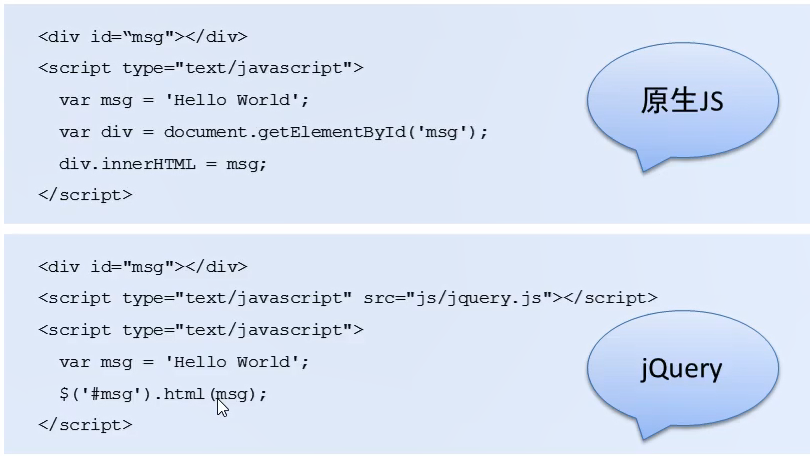 <div id=“msg"></div>
<script type="text/javascript">
var msg = 'Hello World';
var div = document.getElementById('msg');
div.innerHTML = msg;
</script>
原生JS
<div id="msg"></div>
<script type="text/javascript" src="js/jquery.js"></script>
<script type="text/javascript">
var msg = 'Hello World';
$('#msg').html(msg);
</script>
jQuery